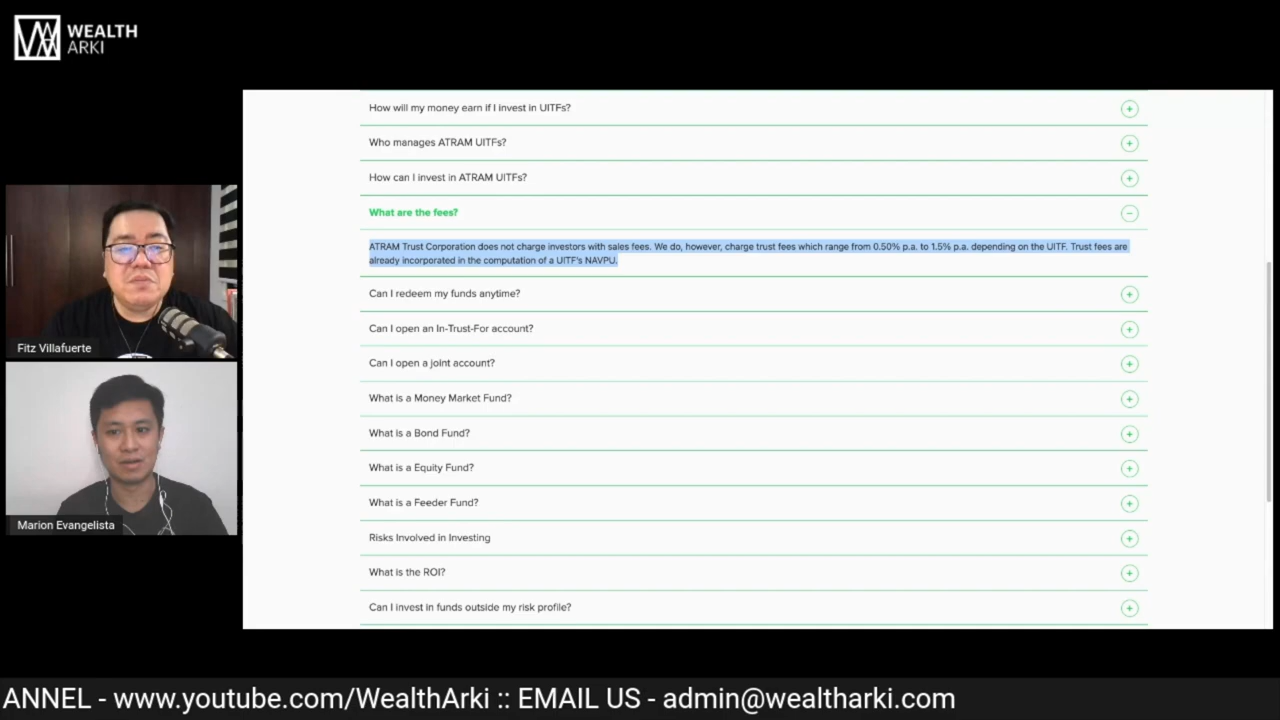 WEALTH
ARKI
How will my money earn if I invest in UITFs?
Who manages ATRAM UITFs?
How can I invest in ATRAM UITFs?
What are the fees?
ATRAM Trust Corporation does not charge investors with sales fees. We do, however, charge trust fees which range from 0.50% p.a. to 1.5% p.a. depending on the UITF. Trust fees are
already incorporated in the computation of a UITF's NAVPU.
Can I redeem my funds anytime?
Can I open an In-Trust-For account?
Can I open a joint account?
What is a Money Market Fund?
What is a Bond Fund?
What is a Equity Fund?
What is a Feeder Fund?
Risks Involved in Investing
What is the ROI?
Can I invest in funds outside my risk profile?
Fitz Villafuerte
Marion Evangelista
ANNEL - www.youtube.com/WealthArki :: EMAIL US - admin@wealtharki.com